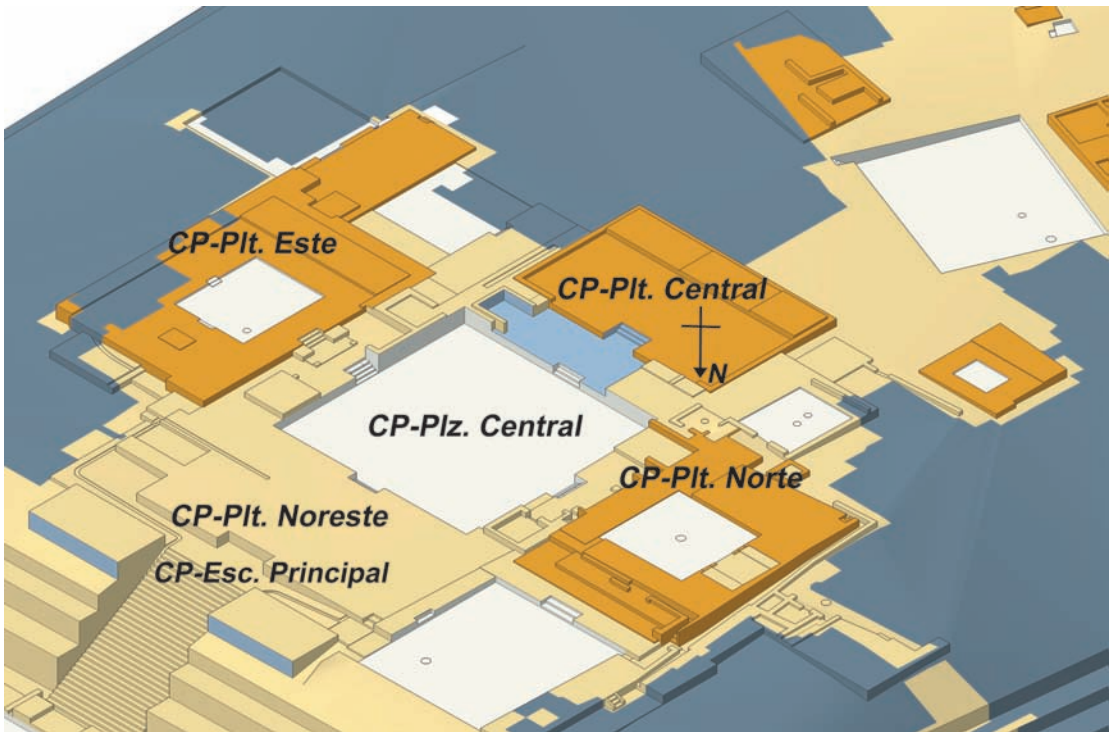 CP-Plt. Este
CP-Plt. Central
N
CP-Plz. Central
CP-Plt. Norte
CP-Plt. Noreste
CP-Esc. Principal